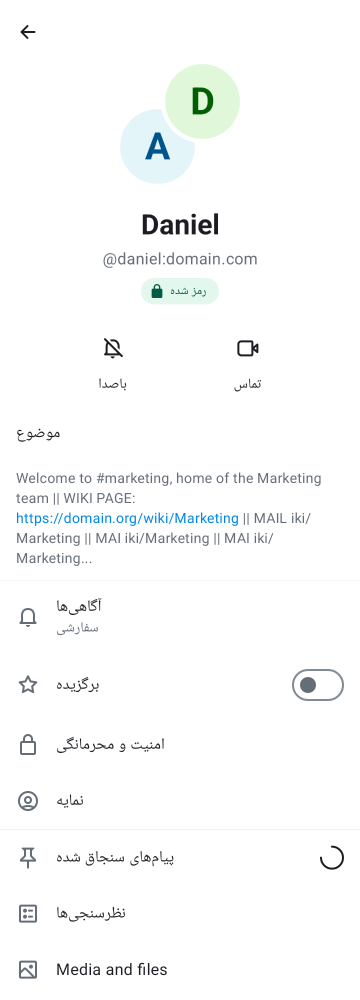 D
A
Daniel
@daniel:domain.com
رمز شده
باصدا
تماس
موضوع
Welcome to #marketing, home of the Marketing
team || WIKI PAGE:
https://domain.org/wiki/Marketing || MAIL iki/
Marketing || MAI iki/Marketing || MAI iki/
Marketing...
آگاهی‌ها
سفارشی
برگزیده
امنیت و محرمانگی
نمایه
پیام‌های سنجاق شده
نظرسنجی‌ها
Media and files